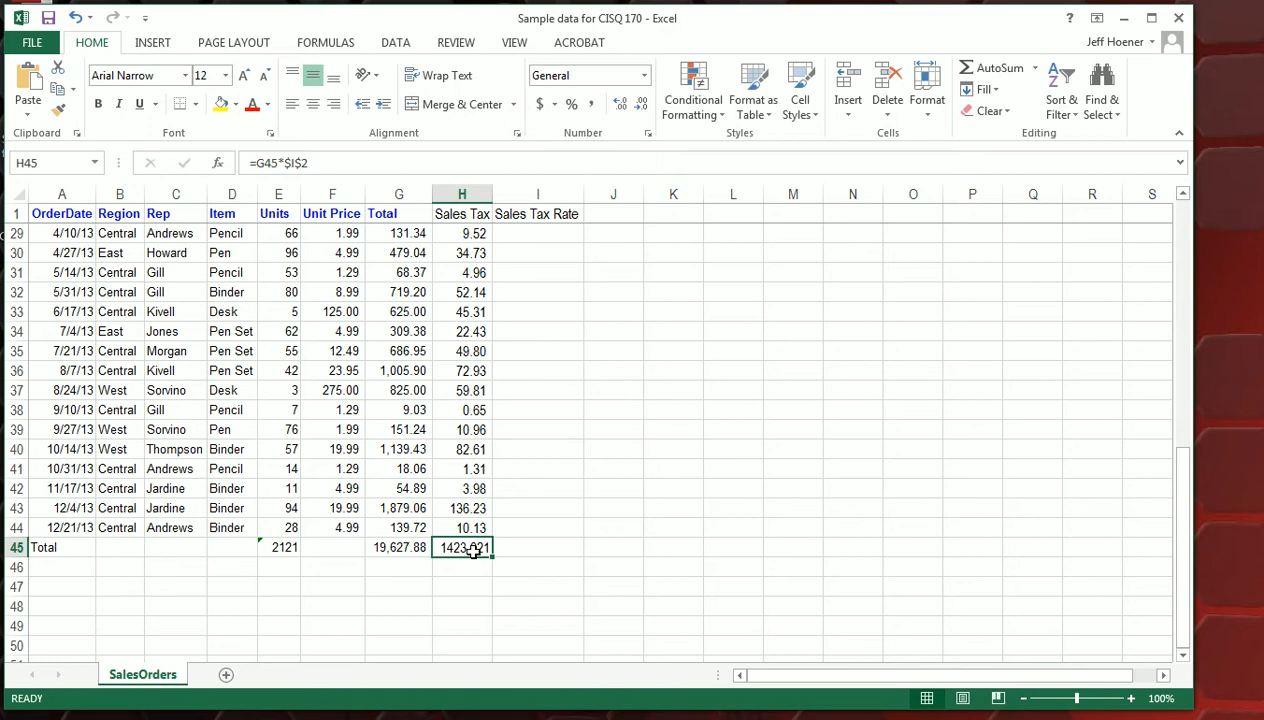 Sample data for CISQ 170 - Excel
FILE HOME INSERT PAGE LAYOUT FORMULAS DATA REVIEW VIEW ACROBAT Jeff Hoener
Paste Arial Narrow 12 Wrap Text General Conditional Formatting Format as Table Cell Styles Insert Delete Format AutoSum Sort & Filter Find & Select
B I U Merge & Center $ % , Fill
Clear
Clipboard Font Alignment Number Styles Cells Editing
H45 fx =G45*$I$2
A B C D E F G H I J K L M N O P Q R S
1 OrderDate Region Rep Item Units Unit Price Total Sales Tax Sales Tax Rate
29 4/10/13 Central Andrews Pencil 66 1.99 131.34 9.52
30 4/27/13 East Howard Pen 96 4.99 479.04 34.73
31 5/14/13 Central Gill Pencil 53 1.29 68.37 4.96
32 5/31/13 Central Gill Binder 80 8.99 719.20 52.14
33 6/17/13 Central Kivell Desk 5 125.00 625.00 45.31
34 7/4/13 East Jones Pen Set 62 4.99 309.38 22.43
35 7/21/13 Central Morgan Pen Set 55 12.49 686.95 49.80
36 8/7/13 Central Kivell Pen Set 42 23.95 1,005.90 72.93
37 8/24/13 West Sorvino Desk 3 275.00 825.00 59.81
38 9/10/13 Central Gill Pencil 7 1.29 9.03 0.65
39 9/27/13 West Sorvino Pen 76 1.99 151.24 10.96
40 10/14/13 West Thompson Binder 57 19.99 1,139.43 82.61
41 10/31/13 Central Andrews Pencil 14 1.29 18.06 1.31
42 11/17/13 Central Jardine Binder 11 4.99 54.89 3.98
43 12/4/13 Central Jardine Binder 94 19.99 1,879.06 136.23
44 12/21/13 Central Andrews Binder 28 4.99 139.72 10.13
45 Total 2121 19,627.88
46
47
48
49
50
SalesOrders
READY 100%